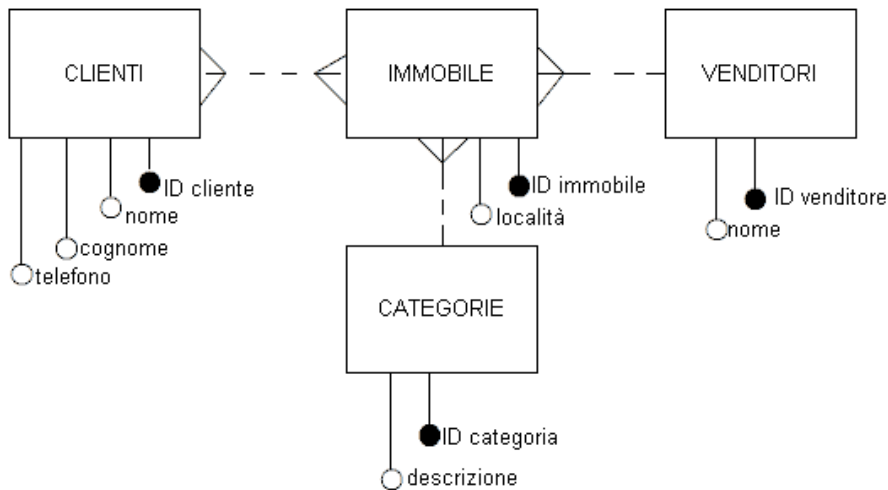 CLIENTI
IMMOBILE
VENDITORI
ID cliente
nome
cognome
telefono
ID immobile
località
ID venditore
nome
CATEGORIE
ID categoria
descrizione